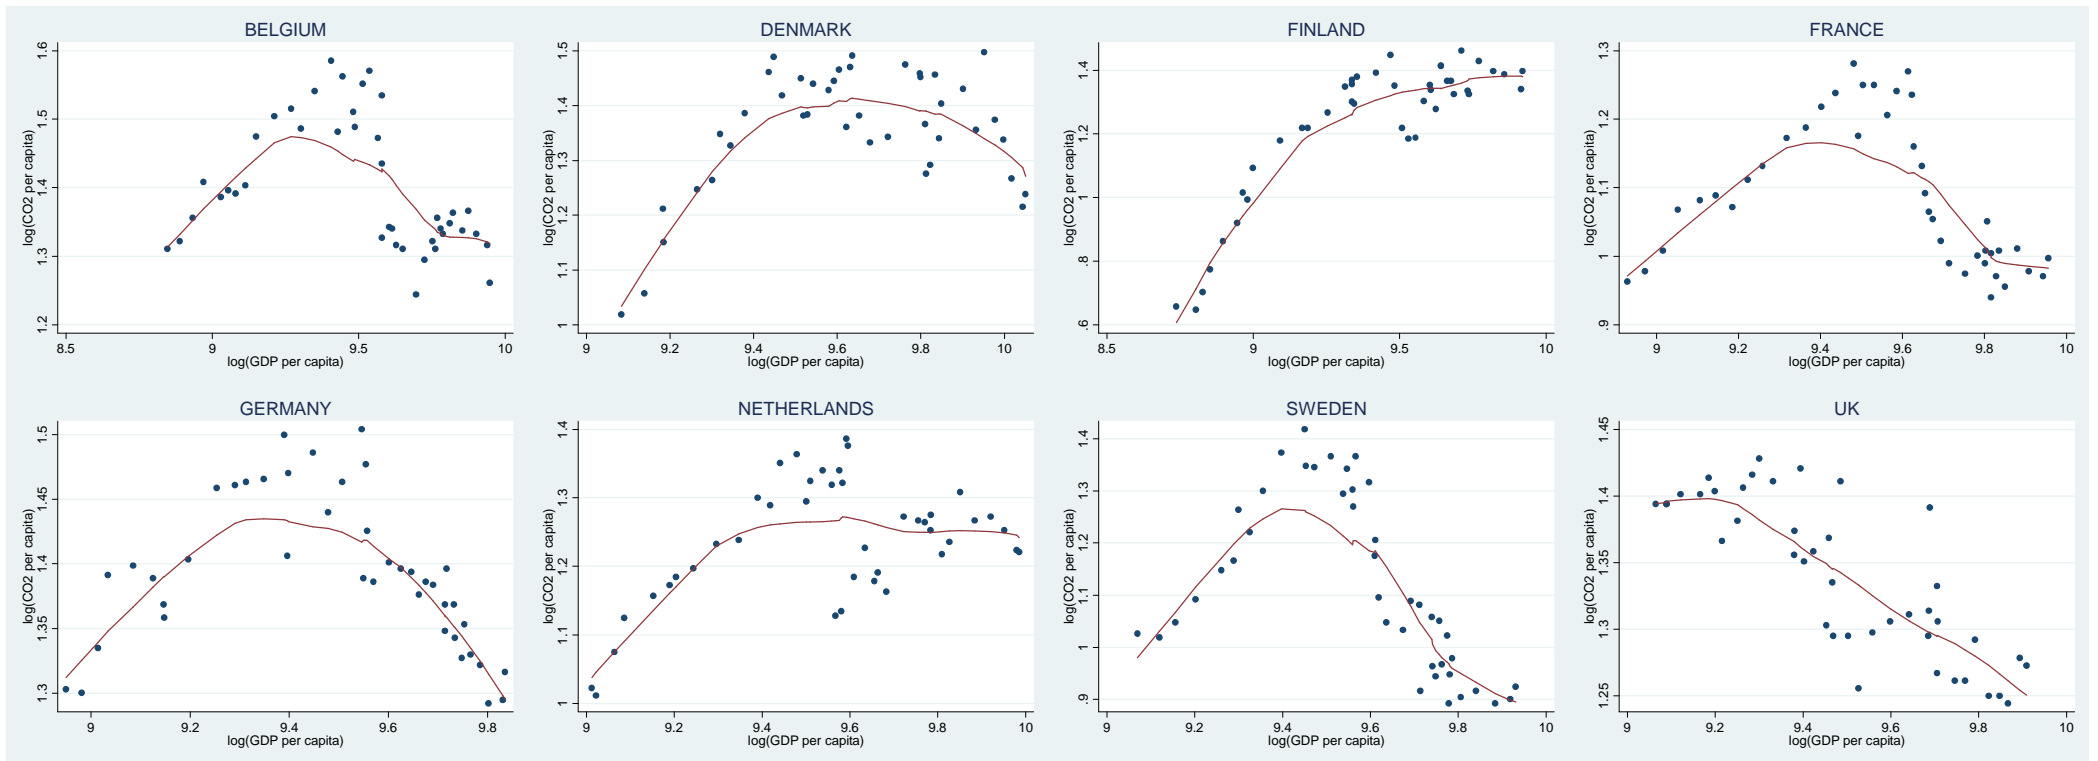 BELGIUM
log(CO2 per capita)
1.6
1.5
1.4
1.3
1.2
8.5 9 9.5 10
log(GDP per capita)
DENMARK
log(CO2 per capita)
1.5
1.4
1.3
1.2
1.1
1
9 9.2 9.4 9.6 9.8 10
log(GDP per capita)
FINLAND
log(CO2 per capita)
1.4
1.2
1
.8
.6
8.5 9 9.5 10
log(GDP per capita)
FRANCE
log(CO2 per capita)
1.3
1.2
1.1
1
.9
9 9.2 9.4 9.6 9.8 10
log(GDP per capita)
GERMANY
log(CO2 per capita)
1.5
1.45
1.4
1.35
1.3
9 9.2 9.4 9.6 9.8
log(GDP per capita)
NETHERLANDS
log(CO2 per capita)
1.4
1.3
1.2
1.1
1
9 9.2 9.4 9.6 9.8 10
log(GDP per capita)
SWEDEN
log(CO2 per capita)
1.4
1.3
1.2
1.1
1
.9
9 9.2 9.4 9.6 9.8 10
log(GDP per capita)
UK
log(CO2 per capita)
1.45
1.4
1.35
1.3
1.25
9 9.2 9.4 9.6 9.8 10
log(GDP per capita)